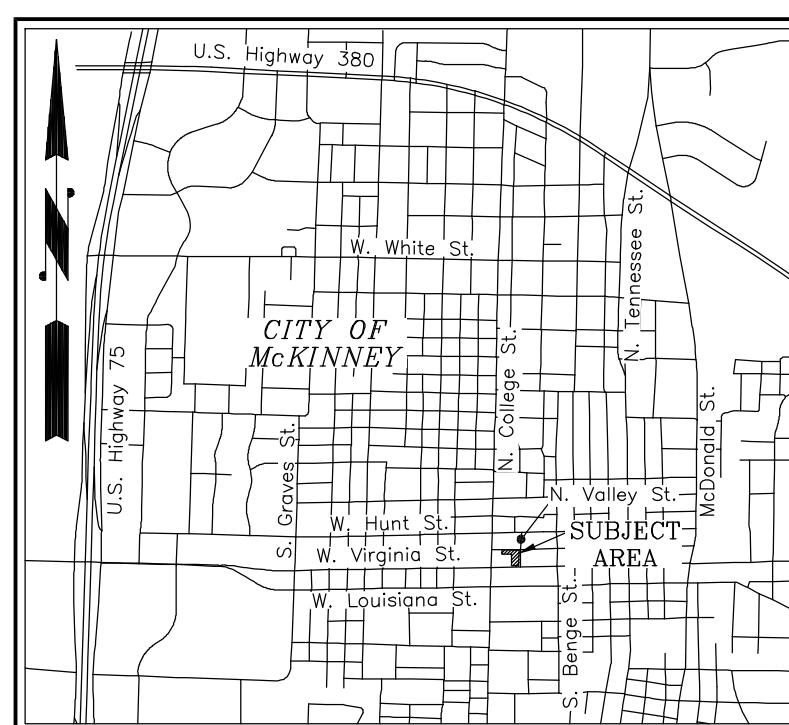 U.S. Highway 380
N
W. White St.
N. Tennessee St.
CITY OF
McKINNEY
U.S. Highway 75
N. College St.
McDonald St.
S. Graves St.
N. Valley St.
W. Hunt St.
SUBJECT
AREA
W. Virginia St.
W. Louisiana St.
S. Benge St.